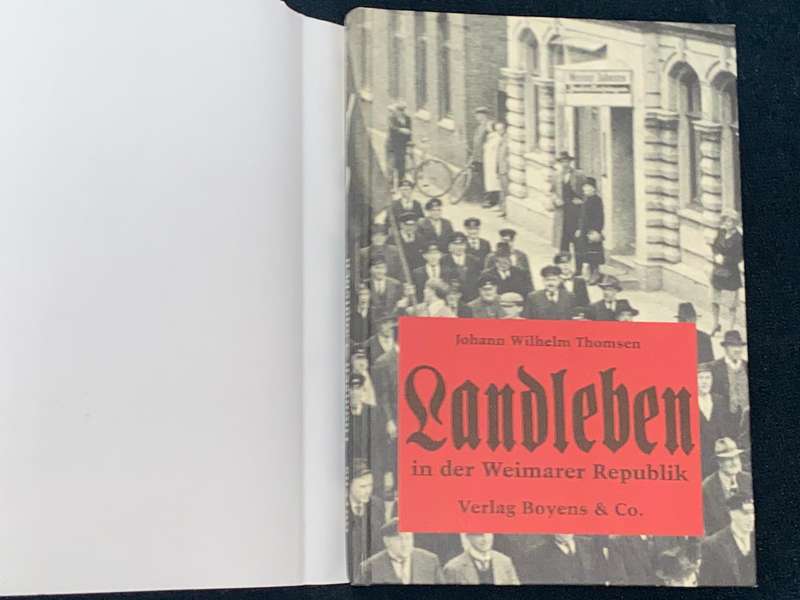 Johann Wilhelm Thomsen
Landleben
in der Weimarer Republik
Verlag Boyens & Co.